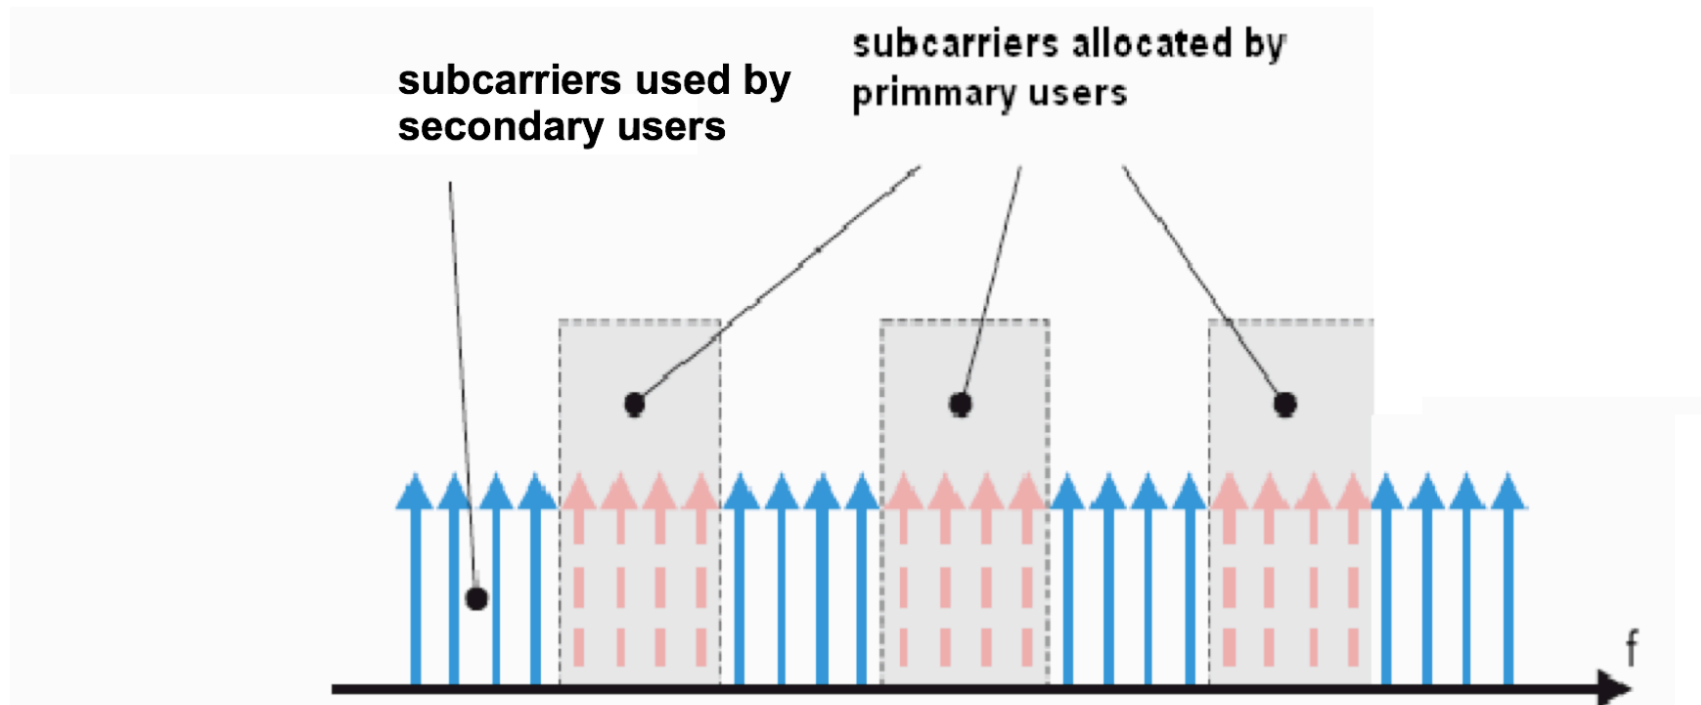 subcarriers used by
secondary users
subcarriers allocated by
primmary users
f